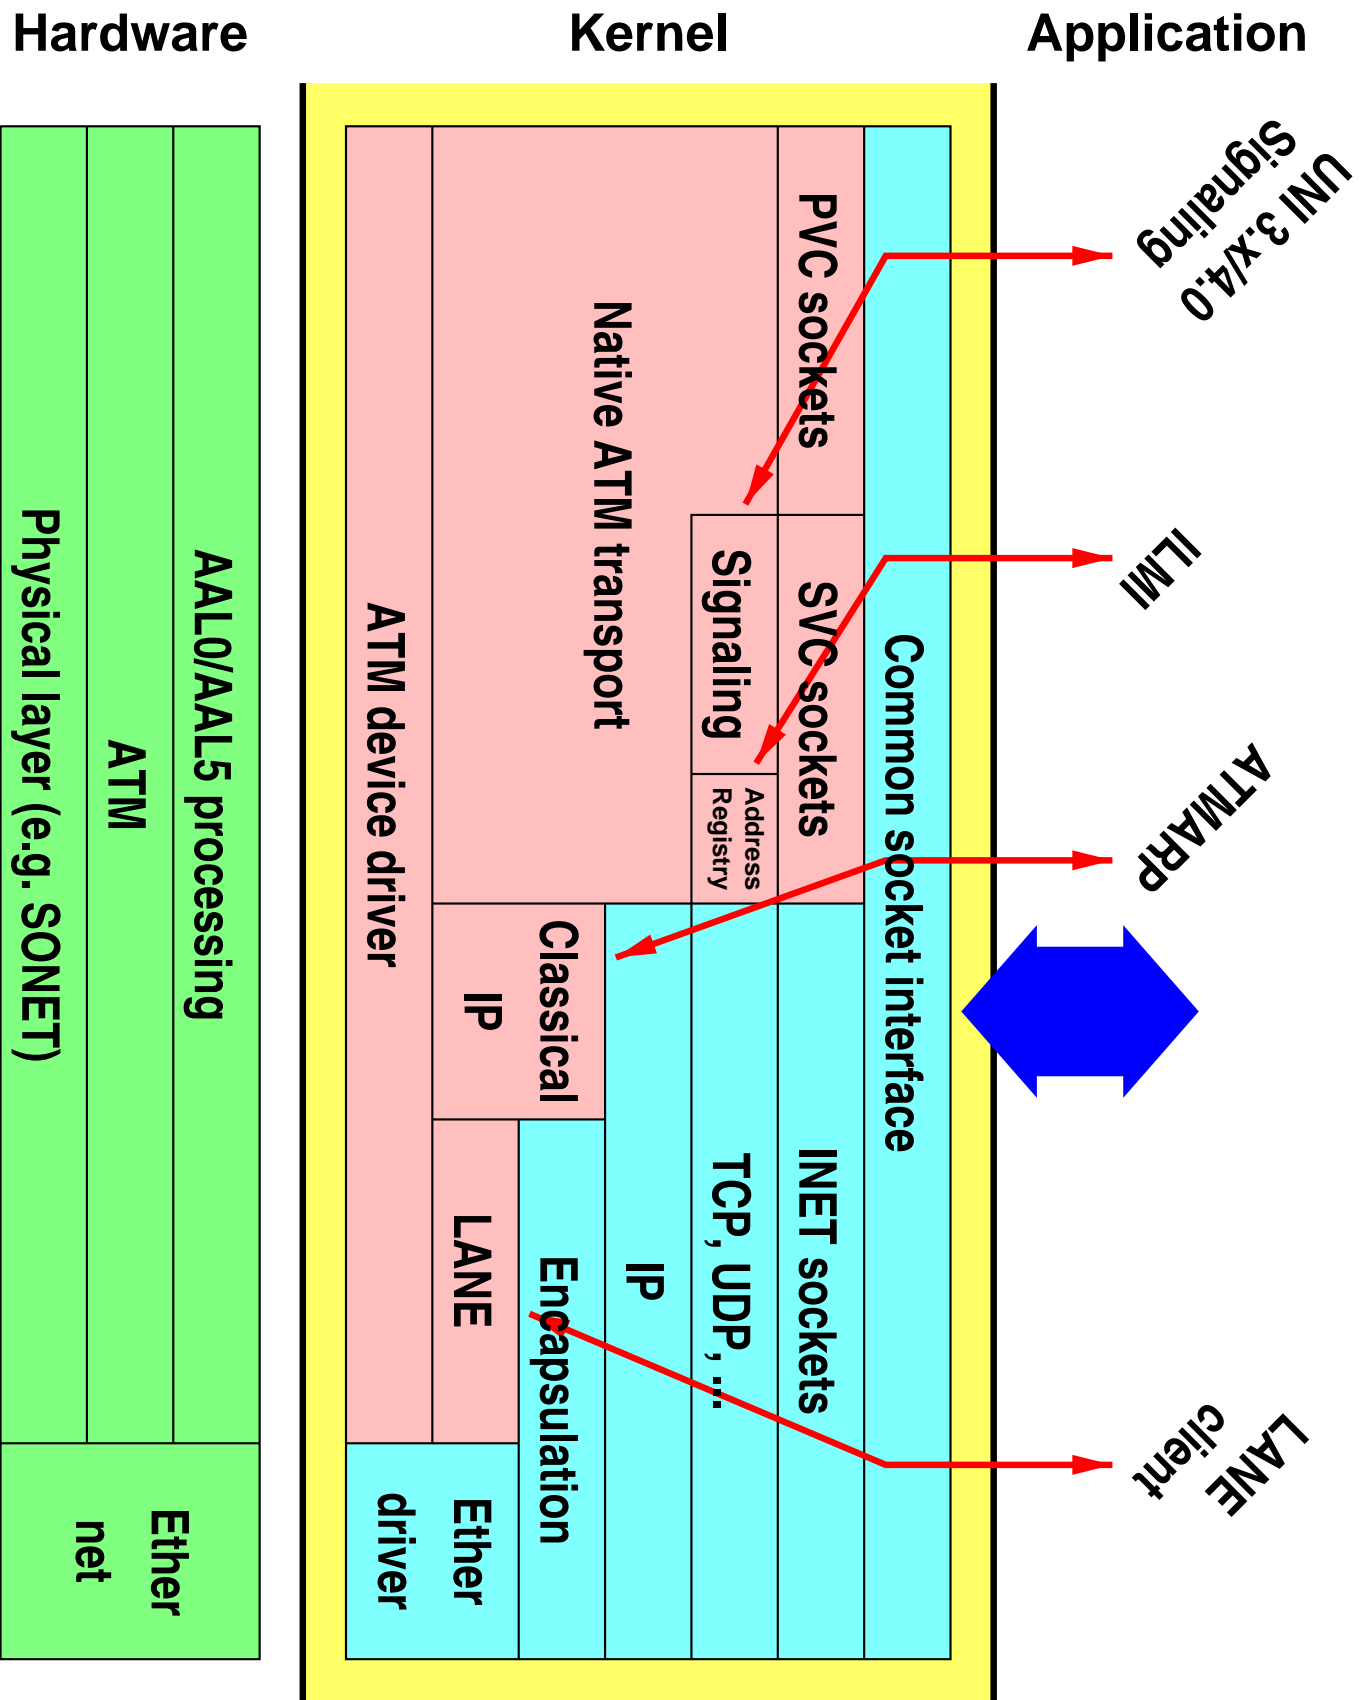 Hardware
Kernel
Application
UNI 3.x/4.0
Signaling
ILMI
ATMARP
LANE
client
Common socket interface
PVC sockets
SVC sockets
INET sockets
Signaling
Address
Registry
TCP, UDP, ...
Native ATM transport
IP
Classical
IP
Encapsulation
LANE
Ether
driver
ATM device driver
AAL0/AAL5 processing
ATM
Physical layer (e.g. SONET)
Ether
net